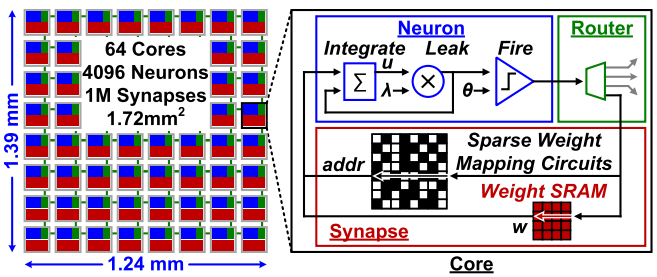 64 Cores
4096 Neurons
1M Synapses
1.72mm²
1.39 mm
1.24 mm
Neuron
Router
Integrate
Leak
Fire
u
Σ
×
λ
θ
Sparse Weight
Mapping Circuits
addr
Weight SRAM
w
Synapse
Core